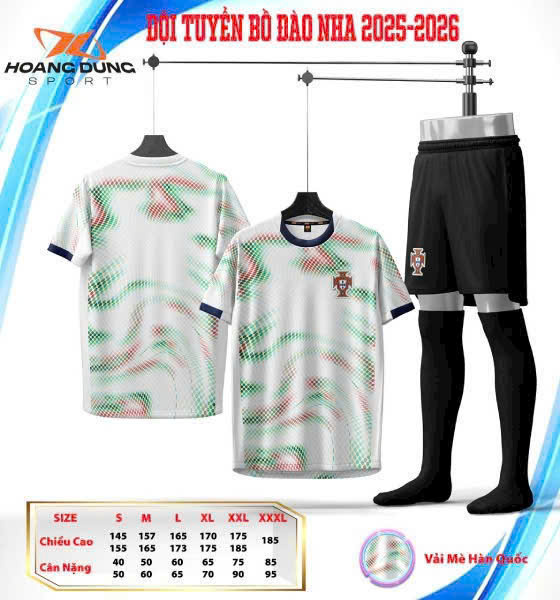 ĐỘI TUYỂN BỒ ĐÀO NHA 2025-2026
HOANG DUNG
SPORT
SIZE S M L XL XXL XXXL
Chiều Cao 145 157 165 170 175 185
155 165 173 175 185
Cân Nặng 40 50 60 65 75 85
50 60 65 70 90 95
Vải Mè Hàn Quốc